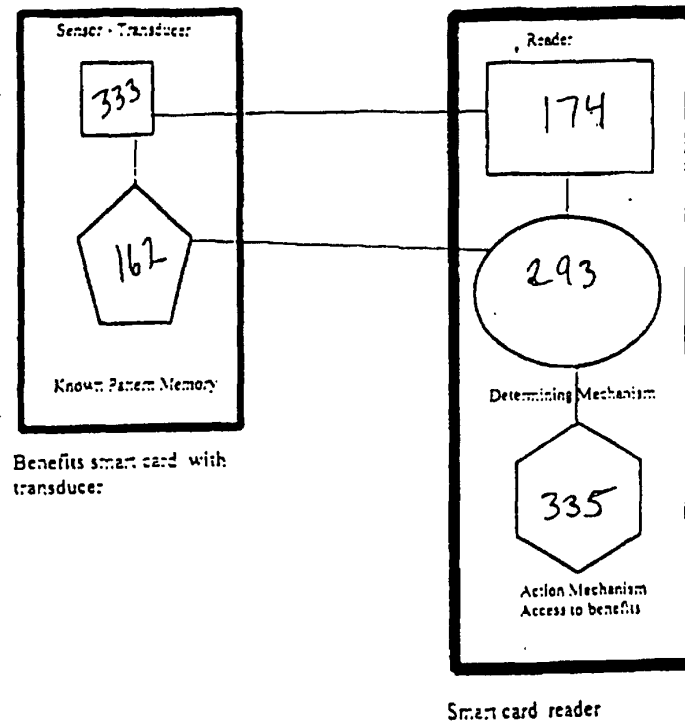 Sensor - Transducer
333
162
Known Pattern Memory
Benefits smart card with
transducer
Reader
174
293
Determining Mechanism
335
Action Mechanism
Access to benefits
Smart card reader